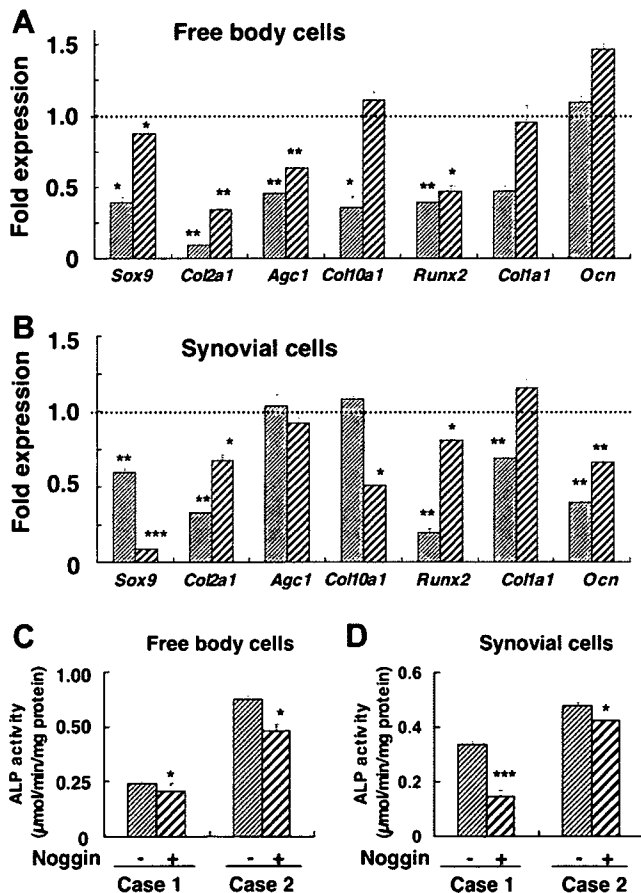 A
Free body cells
Fold expression
1.5
1.0
0.5
0
* * ** ** ** ** * ** *
Sox9 Col2a1 Agc1 Col10a1 Runx2 Col1a1 Ocn
B
Synovial cells
Fold expression
1.5
1.0
0.5
0
** *** ** * * ** * ** ** **
Sox9 Col2a1 Agc1 Col10a1 Runx2 Col1a1 Ocn
C
Free body cells
ALP activity
(μmol/min/mg protein)
1.00
0.50
0.25
0
* *
Noggin - + - +
Case 1 Case 2
D
Synovial cells
ALP activity
(μmol/min/mg protein)
0.6
0.4
0.2
0
*** *
- + - +
Case 1 Case 2